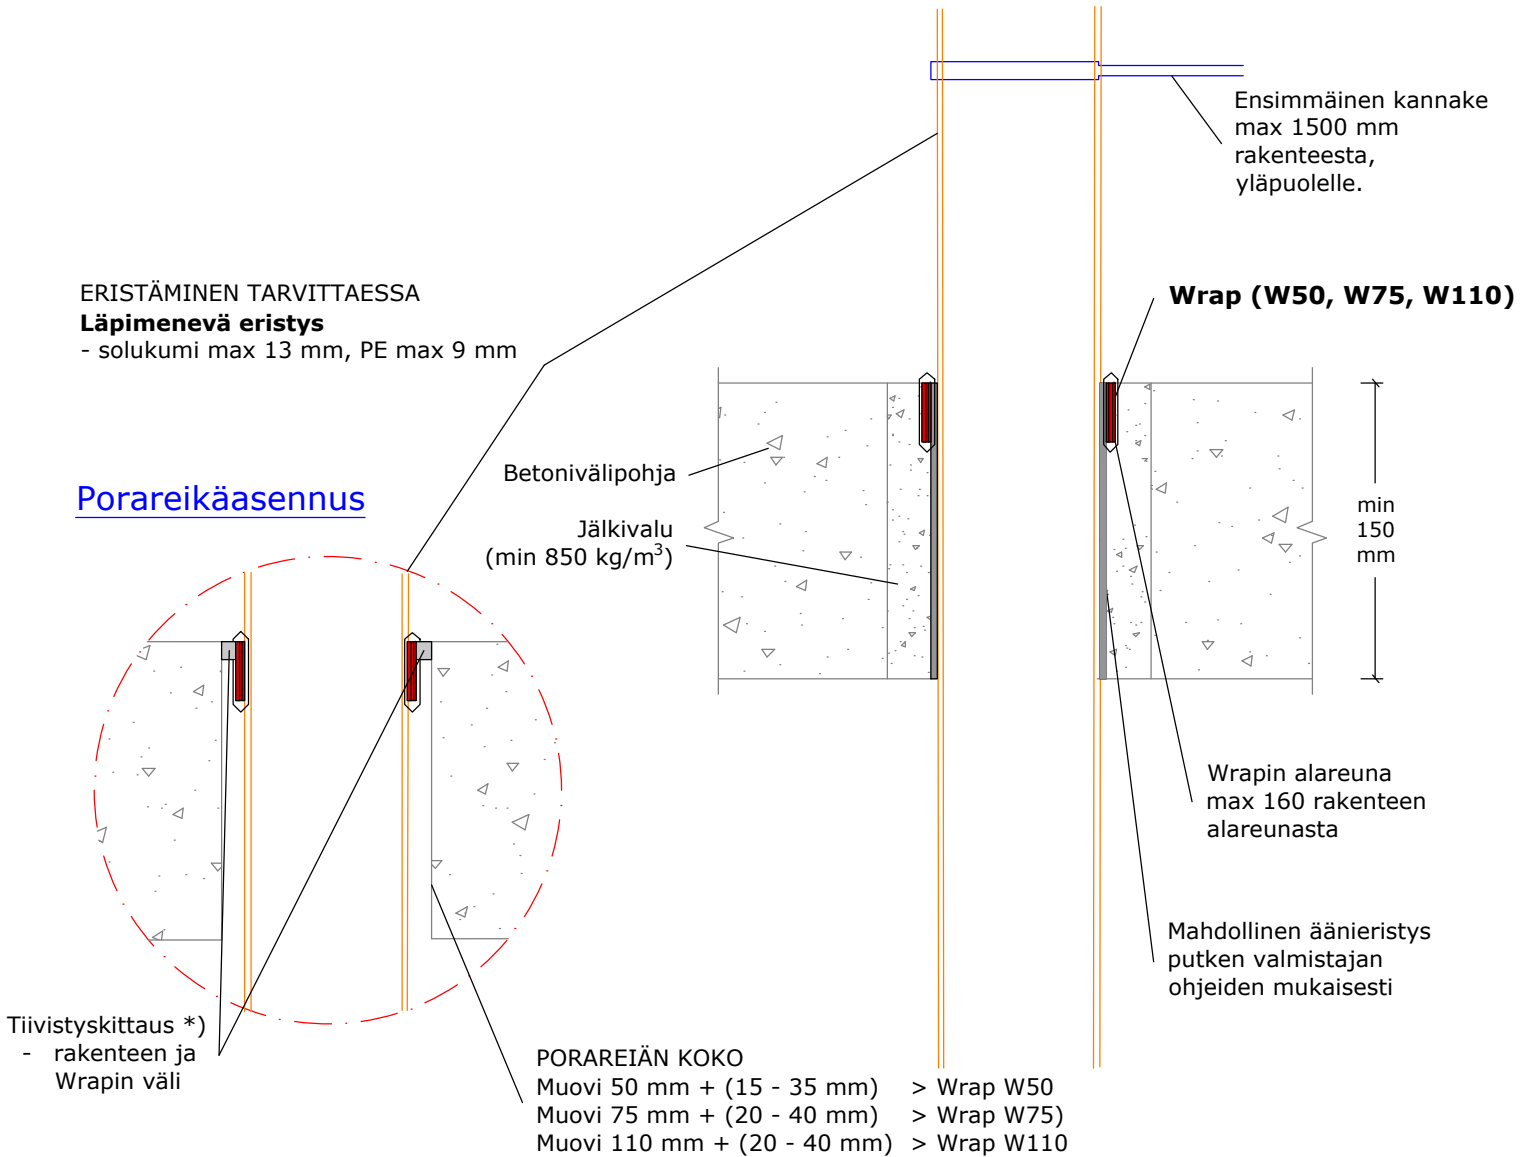 Ensimmäinen kannake
max 1500 mm
rakenteesta,
yläpuolelle.
ERISTÄMINEN TARVITTAESSA
Läpimenevä eristys
- solukumi max 13 mm, PE max 9 mm
Wrap (W50, W75, W110)
Betonivälipohja
Porareikäasennus
Jälkivalu
(min 850 kg/m³)
min
150
mm
Wrapin alareuna
max 160 rakenteen
alareunasta
Mahdollinen äänieristys
putken valmistajan
ohjeiden mukaisesti
Tiivistyskittaus *)
- rakenteen ja
Wrapin väli
PORAREIÄN KOKO
Muovi 50 mm + (15 - 35 mm) > Wrap W50
Muovi 75 mm + (20 - 40 mm) > Wrap W75)
Muovi 110 mm + (20 - 40 mm) > Wrap W110